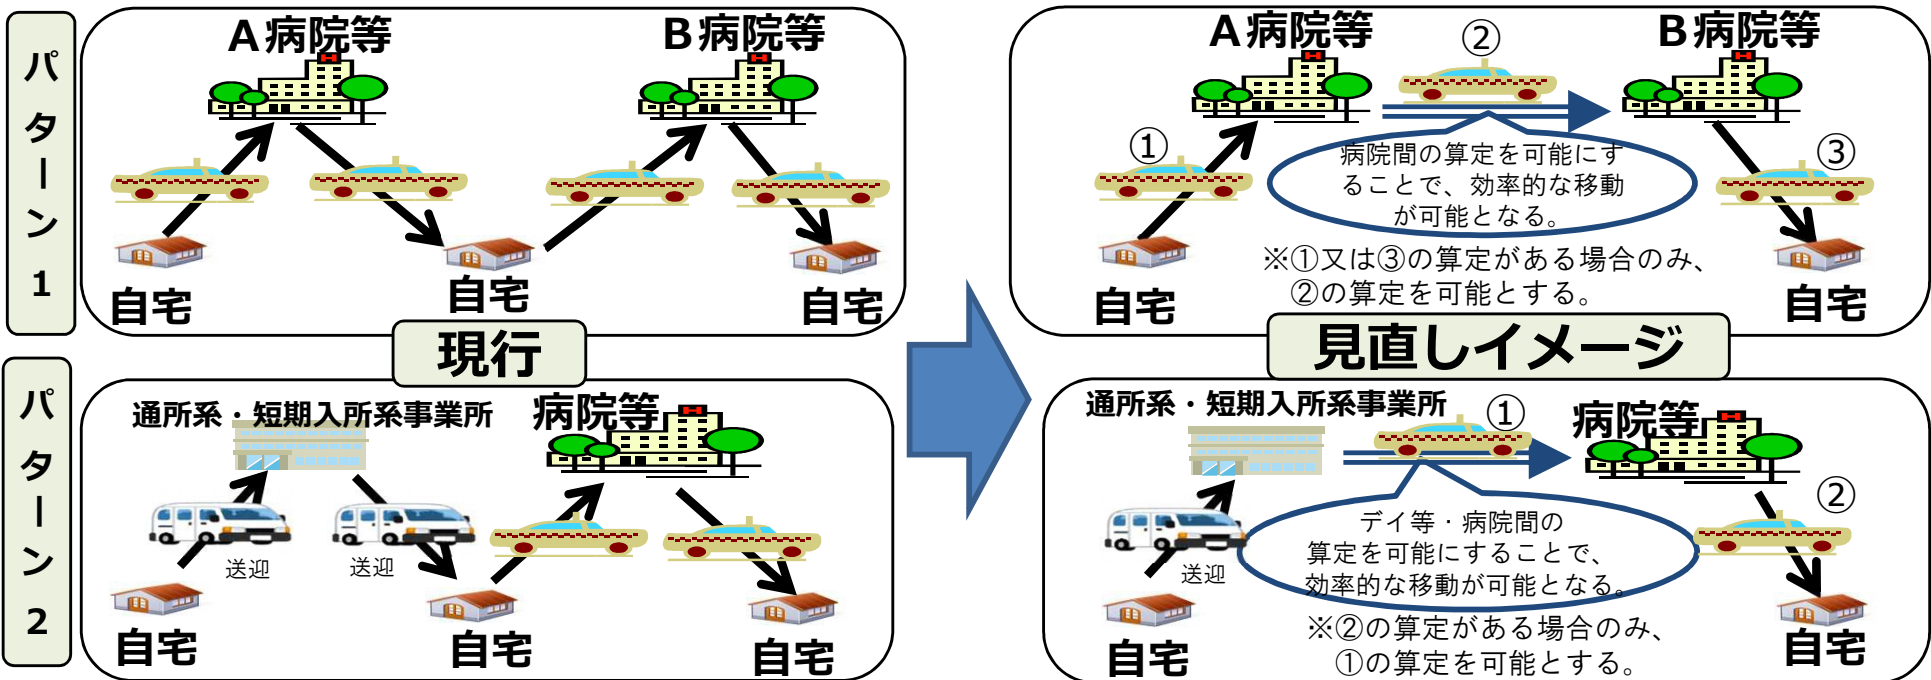 パターン1
A病院等
B病院等
自宅
自宅
自宅
現行
パターン2
通所系・短期入所系事業所
病院等
送迎
送迎
自宅
自宅
自宅
A病院等
②
B病院等
①
③
病院間の算定を可能にす
ることで、効率的な移動
が可能となる。
※①又は③の算定がある場合のみ、
②の算定を可能とする。
自宅
自宅
見直しイメージ
通所系・短期入所系事業所
①
病院等
②
デイ等・病院間の
算定を可能にすることで、
効率的な移動が可能となる。
送迎
※②の算定がある場合のみ、
①の算定を可能とする。
自宅
自宅